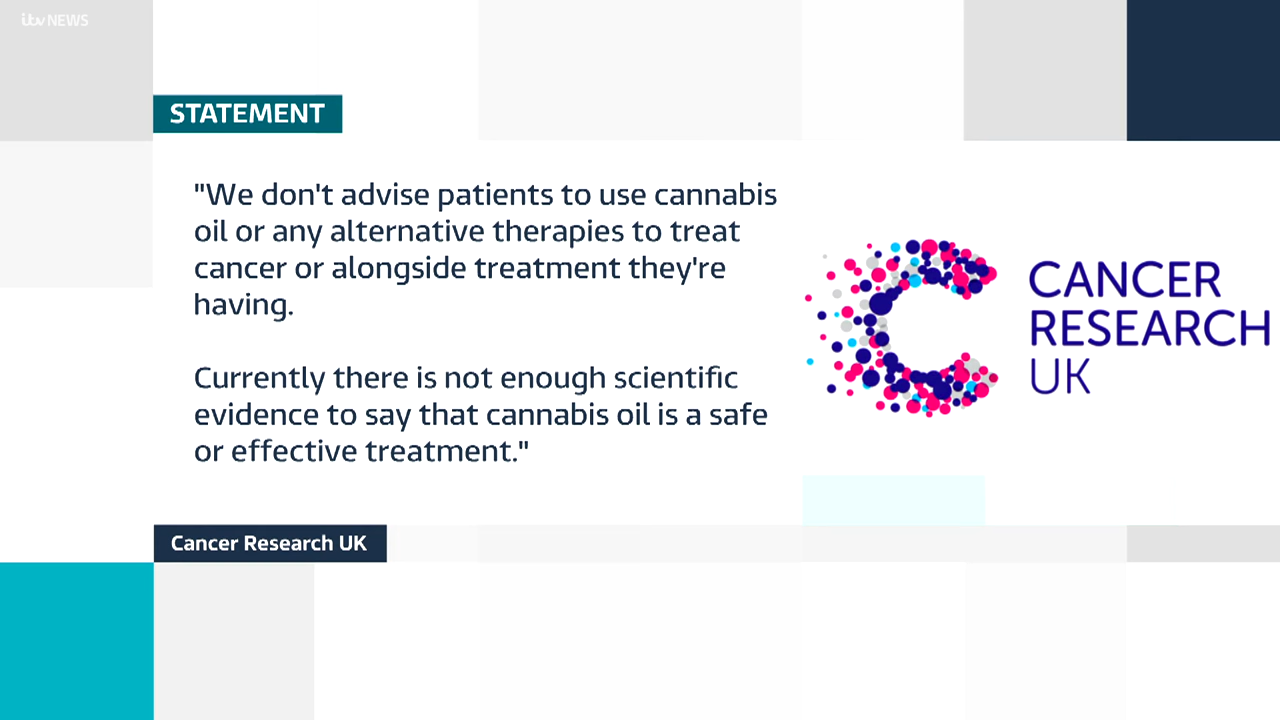 itv NEWS
STATEMENT
"We don't advise patients to use cannabis
oil or any alternative therapies to treat
cancer or alongside treatment they're
having.
Currently there is not enough scientific
evidence to say that cannabis oil is a safe
or effective treatment."
CANCER
RESEARCH
UK
Cancer Research UK